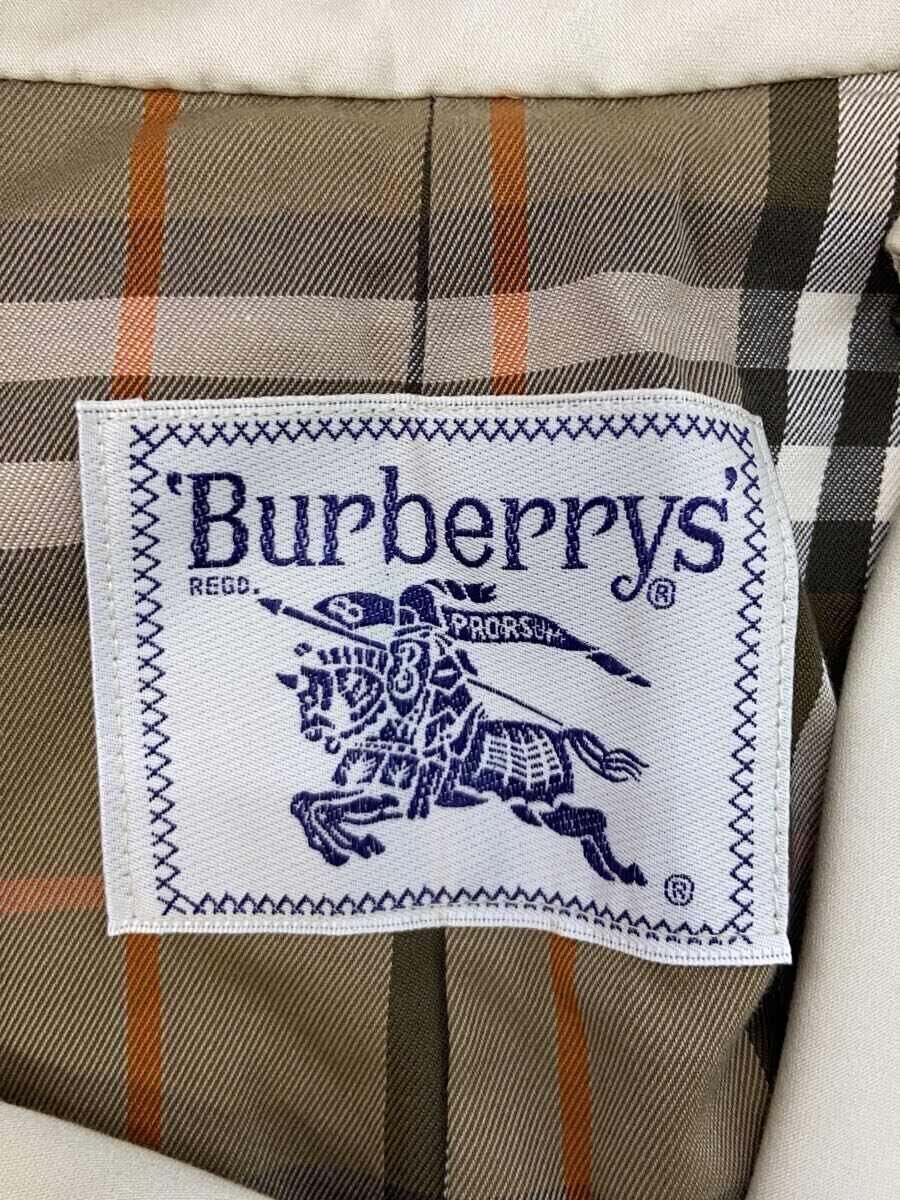 'Burberrys'
REGD. ®
B PRORSUM
B
®